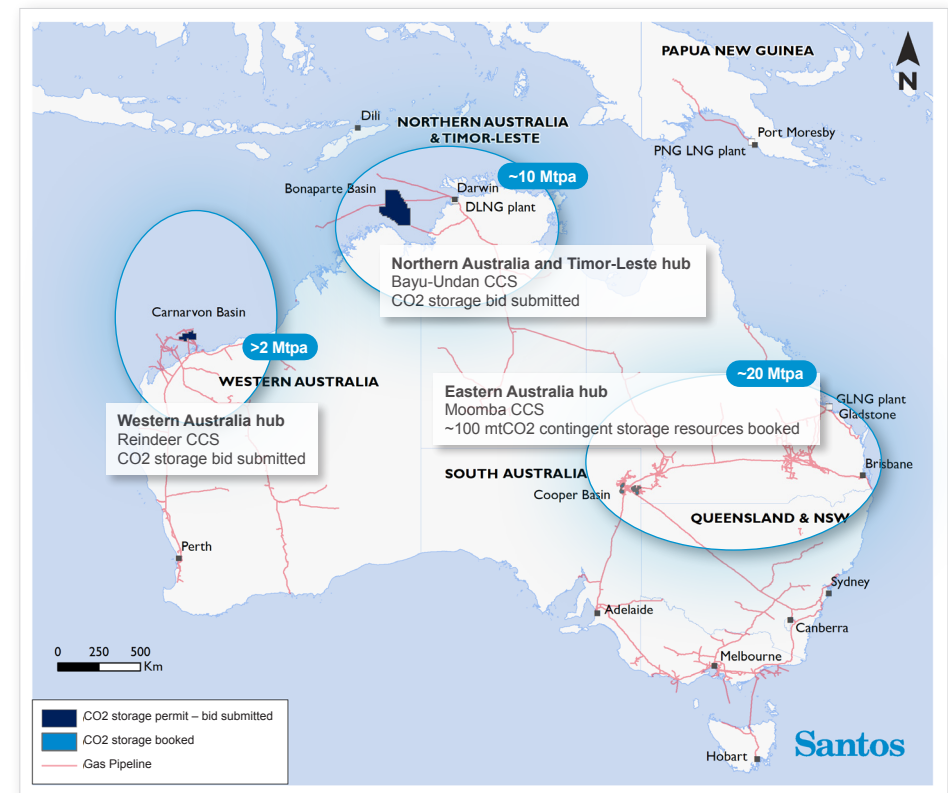 PAPUA NEW GUINEA
N
Dili
NORTHERN AUSTRALIA
& TIMOR-LESTE
Port Moresby
PNG LNG plant
Bonaparte Basin
Darwin
~10 Mtpa
DLNG plant
Northern Australia and Timor-Leste hub
Bayu-Undan CCS
CO2 storage bid submitted
Carnarvon Basin
>2 Mtpa
WESTERN AUSTRALIA
Western Australia hub
Reindeer CCS
CO2 storage bid submitted
~20 Mtpa
Eastern Australia hub
Moomba CCS
~100 mtCO2 contingent storage resources booked
GLNG plant
Gladstone
SOUTH AUSTRALIA
Brisbane
Cooper Basin
QUEENSLAND & NSW
Perth
Sydney
Adelaide
Canberra
Melbourne
0 250 500
Km
CO2 storage permit – bid submitted
CO2 storage booked
Gas Pipeline
Hobart
Santos